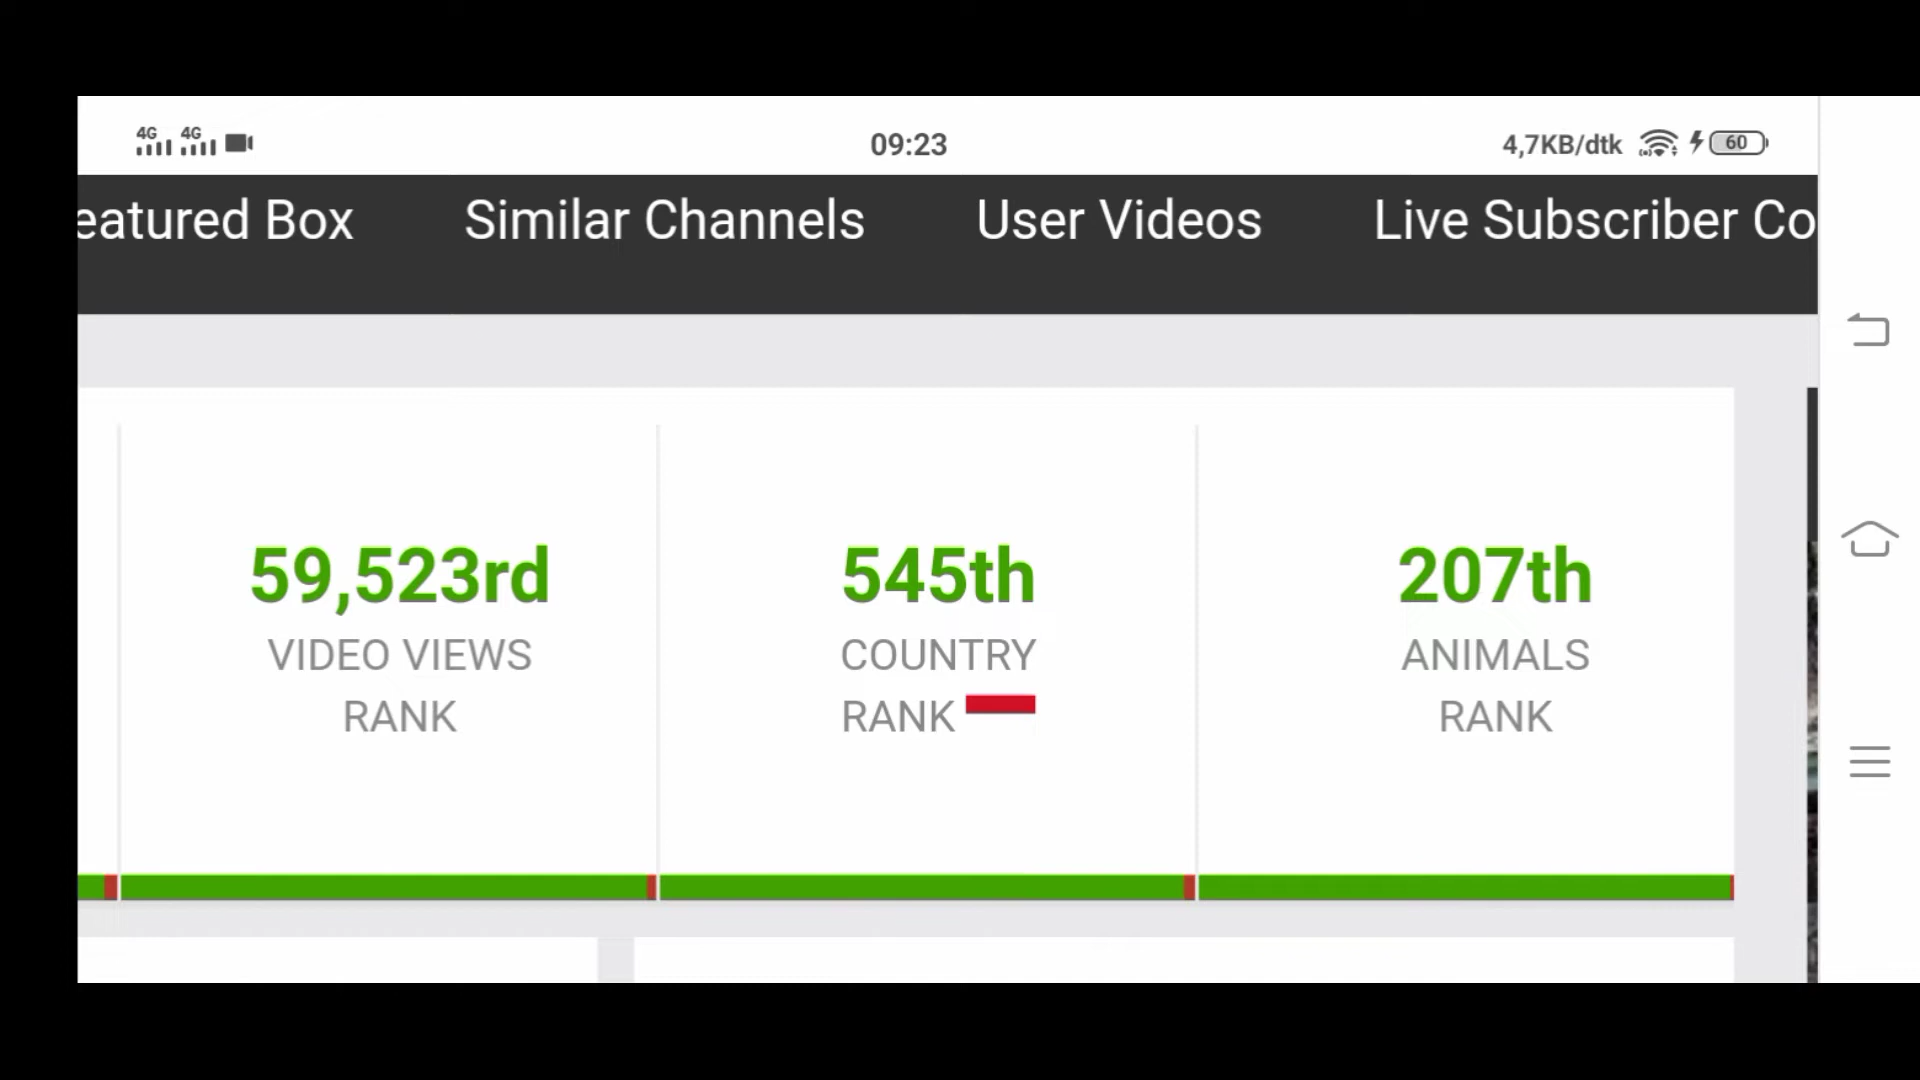 4G 4G 09:23 4,7KB/dtk 60
eatured Box Similar Channels User Videos Live Subscriber Co
59,523rd
VIDEO VIEWS
RANK
545th
COUNTRY
RANK
207th
ANIMALS
RANK